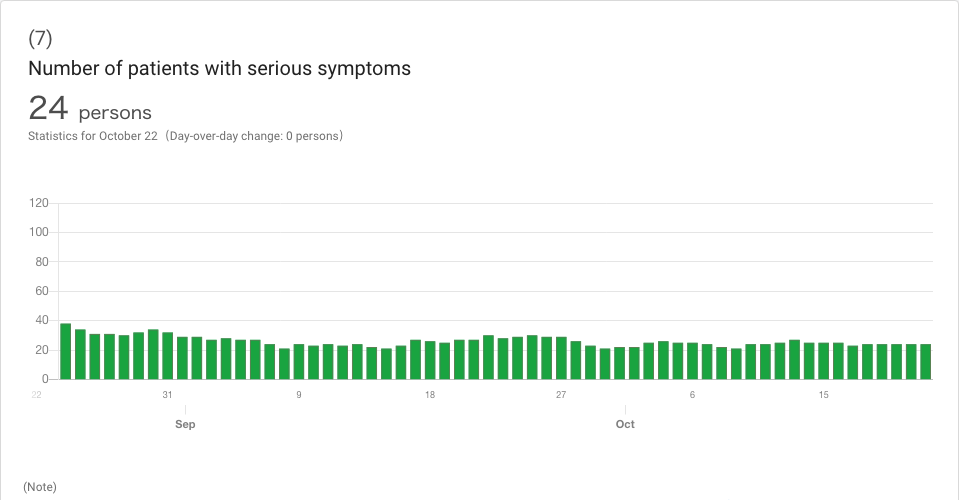 (7)
Number of patients with serious symptoms
24 persons
Statistics for October 22（Day-over-day change: 0 persons）
120
100
80
60
40
20
0
22 31 9 18 27 6 15
Sep Oct
(Note)